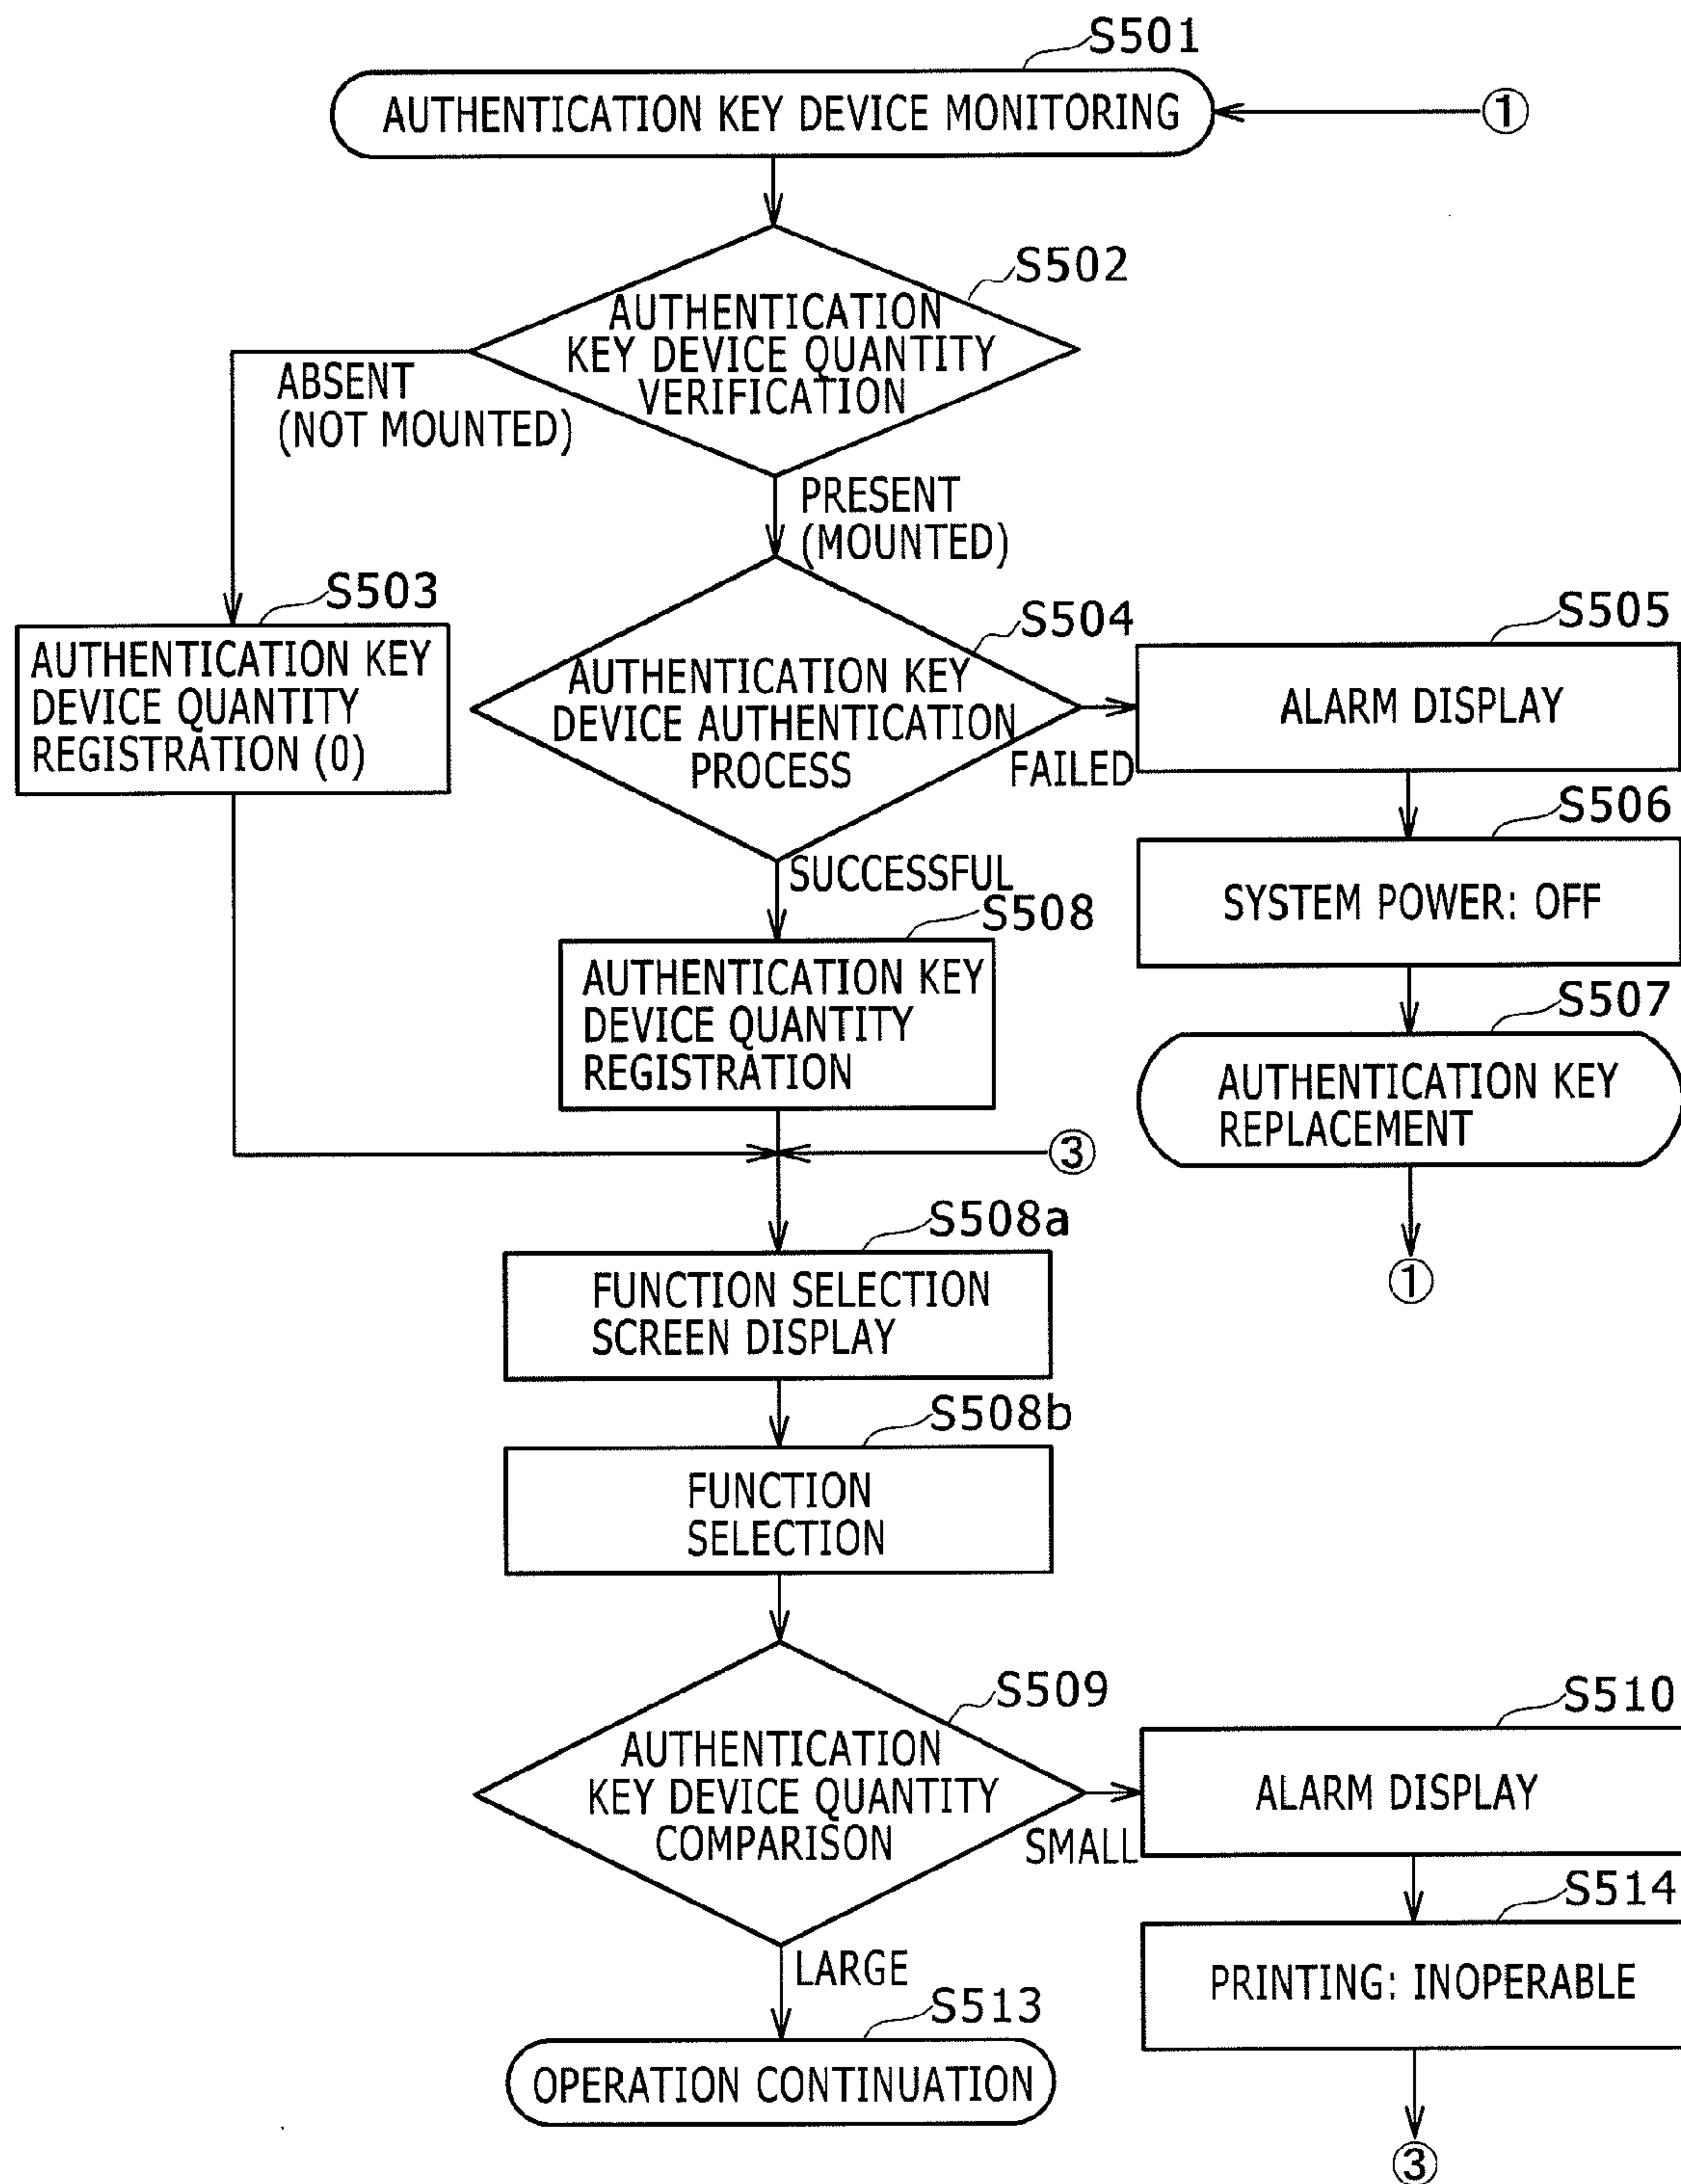 S501
AUTHENTICATION KEY DEVICE MONITORING
①
S502
AUTHENTICATION
KEY DEVICE QUANTITY
VERIFICATION
ABSENT
(NOT MOUNTED)
PRESENT
(MOUNTED)
S503
AUTHENTICATION KEY
DEVICE QUANTITY
REGISTRATION (0)
S504
AUTHENTICATION KEY
DEVICE AUTHENTICATION
PROCESS
FAILED
S505
ALARM DISPLAY
S506
SYSTEM POWER: OFF
S507
AUTHENTICATION KEY
REPLACEMENT
①
SUCCESSFUL
S508
AUTHENTICATION KEY
DEVICE QUANTITY
REGISTRATION
③
S508a
FUNCTION SELECTION
SCREEN DISPLAY
S508b
FUNCTION
SELECTION
S509
AUTHENTICATION
KEY DEVICE QUANTITY
COMPARISON
SMALL
S510
ALARM DISPLAY
S514
PRINTING: INOPERABLE
③
LARGE
S513
OPERATION CONTINUATION